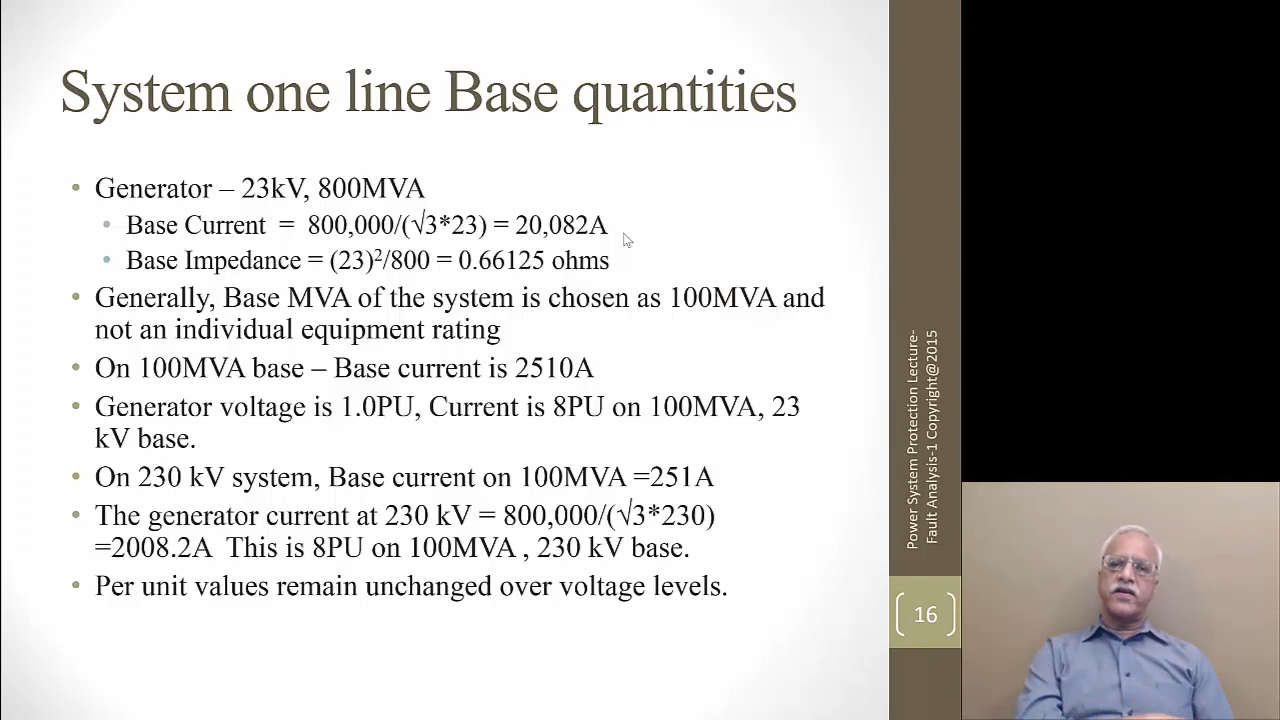 System one line Base quantities
• Generator – 23kV, 800MVA
• Base Current = 800,000/(√3*23) = 20,082A
• Base Impedance = (23)²/800 = 0.66125 ohms
• Generally, Base MVA of the system is chosen as 100MVA and
not an individual equipment rating
• On 100MVA base – Base current is 2510A
• Generator voltage is 1.0PU, Current is 8PU on 100MVA, 23
kV base.
• On 230 kV system, Base current on 100MVA =251A
• The generator current at 230 kV = 800,000/(√3*230)
=2008.2A This is 8PU on 100MVA , 230 kV base.
• Per unit values remain unchanged over voltage levels.
Power System Protection Lecture-
Fault Analysis-1 Copyright@2015
16